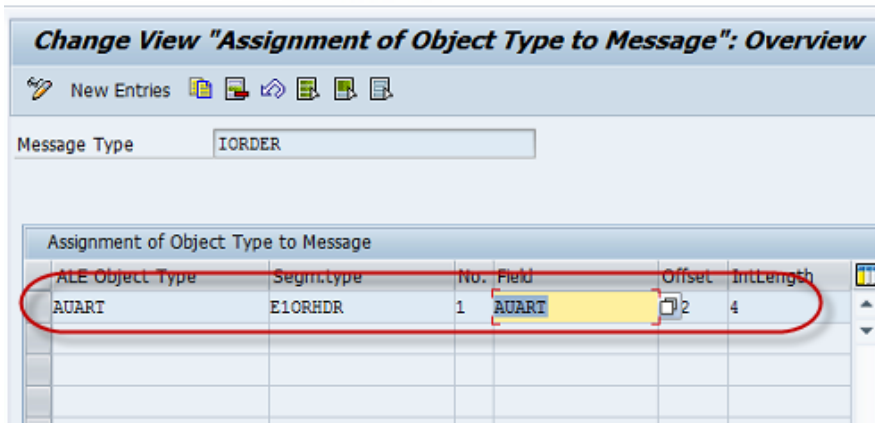 Change View "Assignment of Object Type to Message": Overview
New Entries
Message Type IORDER
Assignment of Object Type to Message
ALE Object Type Segm.type No. Field Offset IntLength
AUART E1ORHDR 1 AUART 2 4